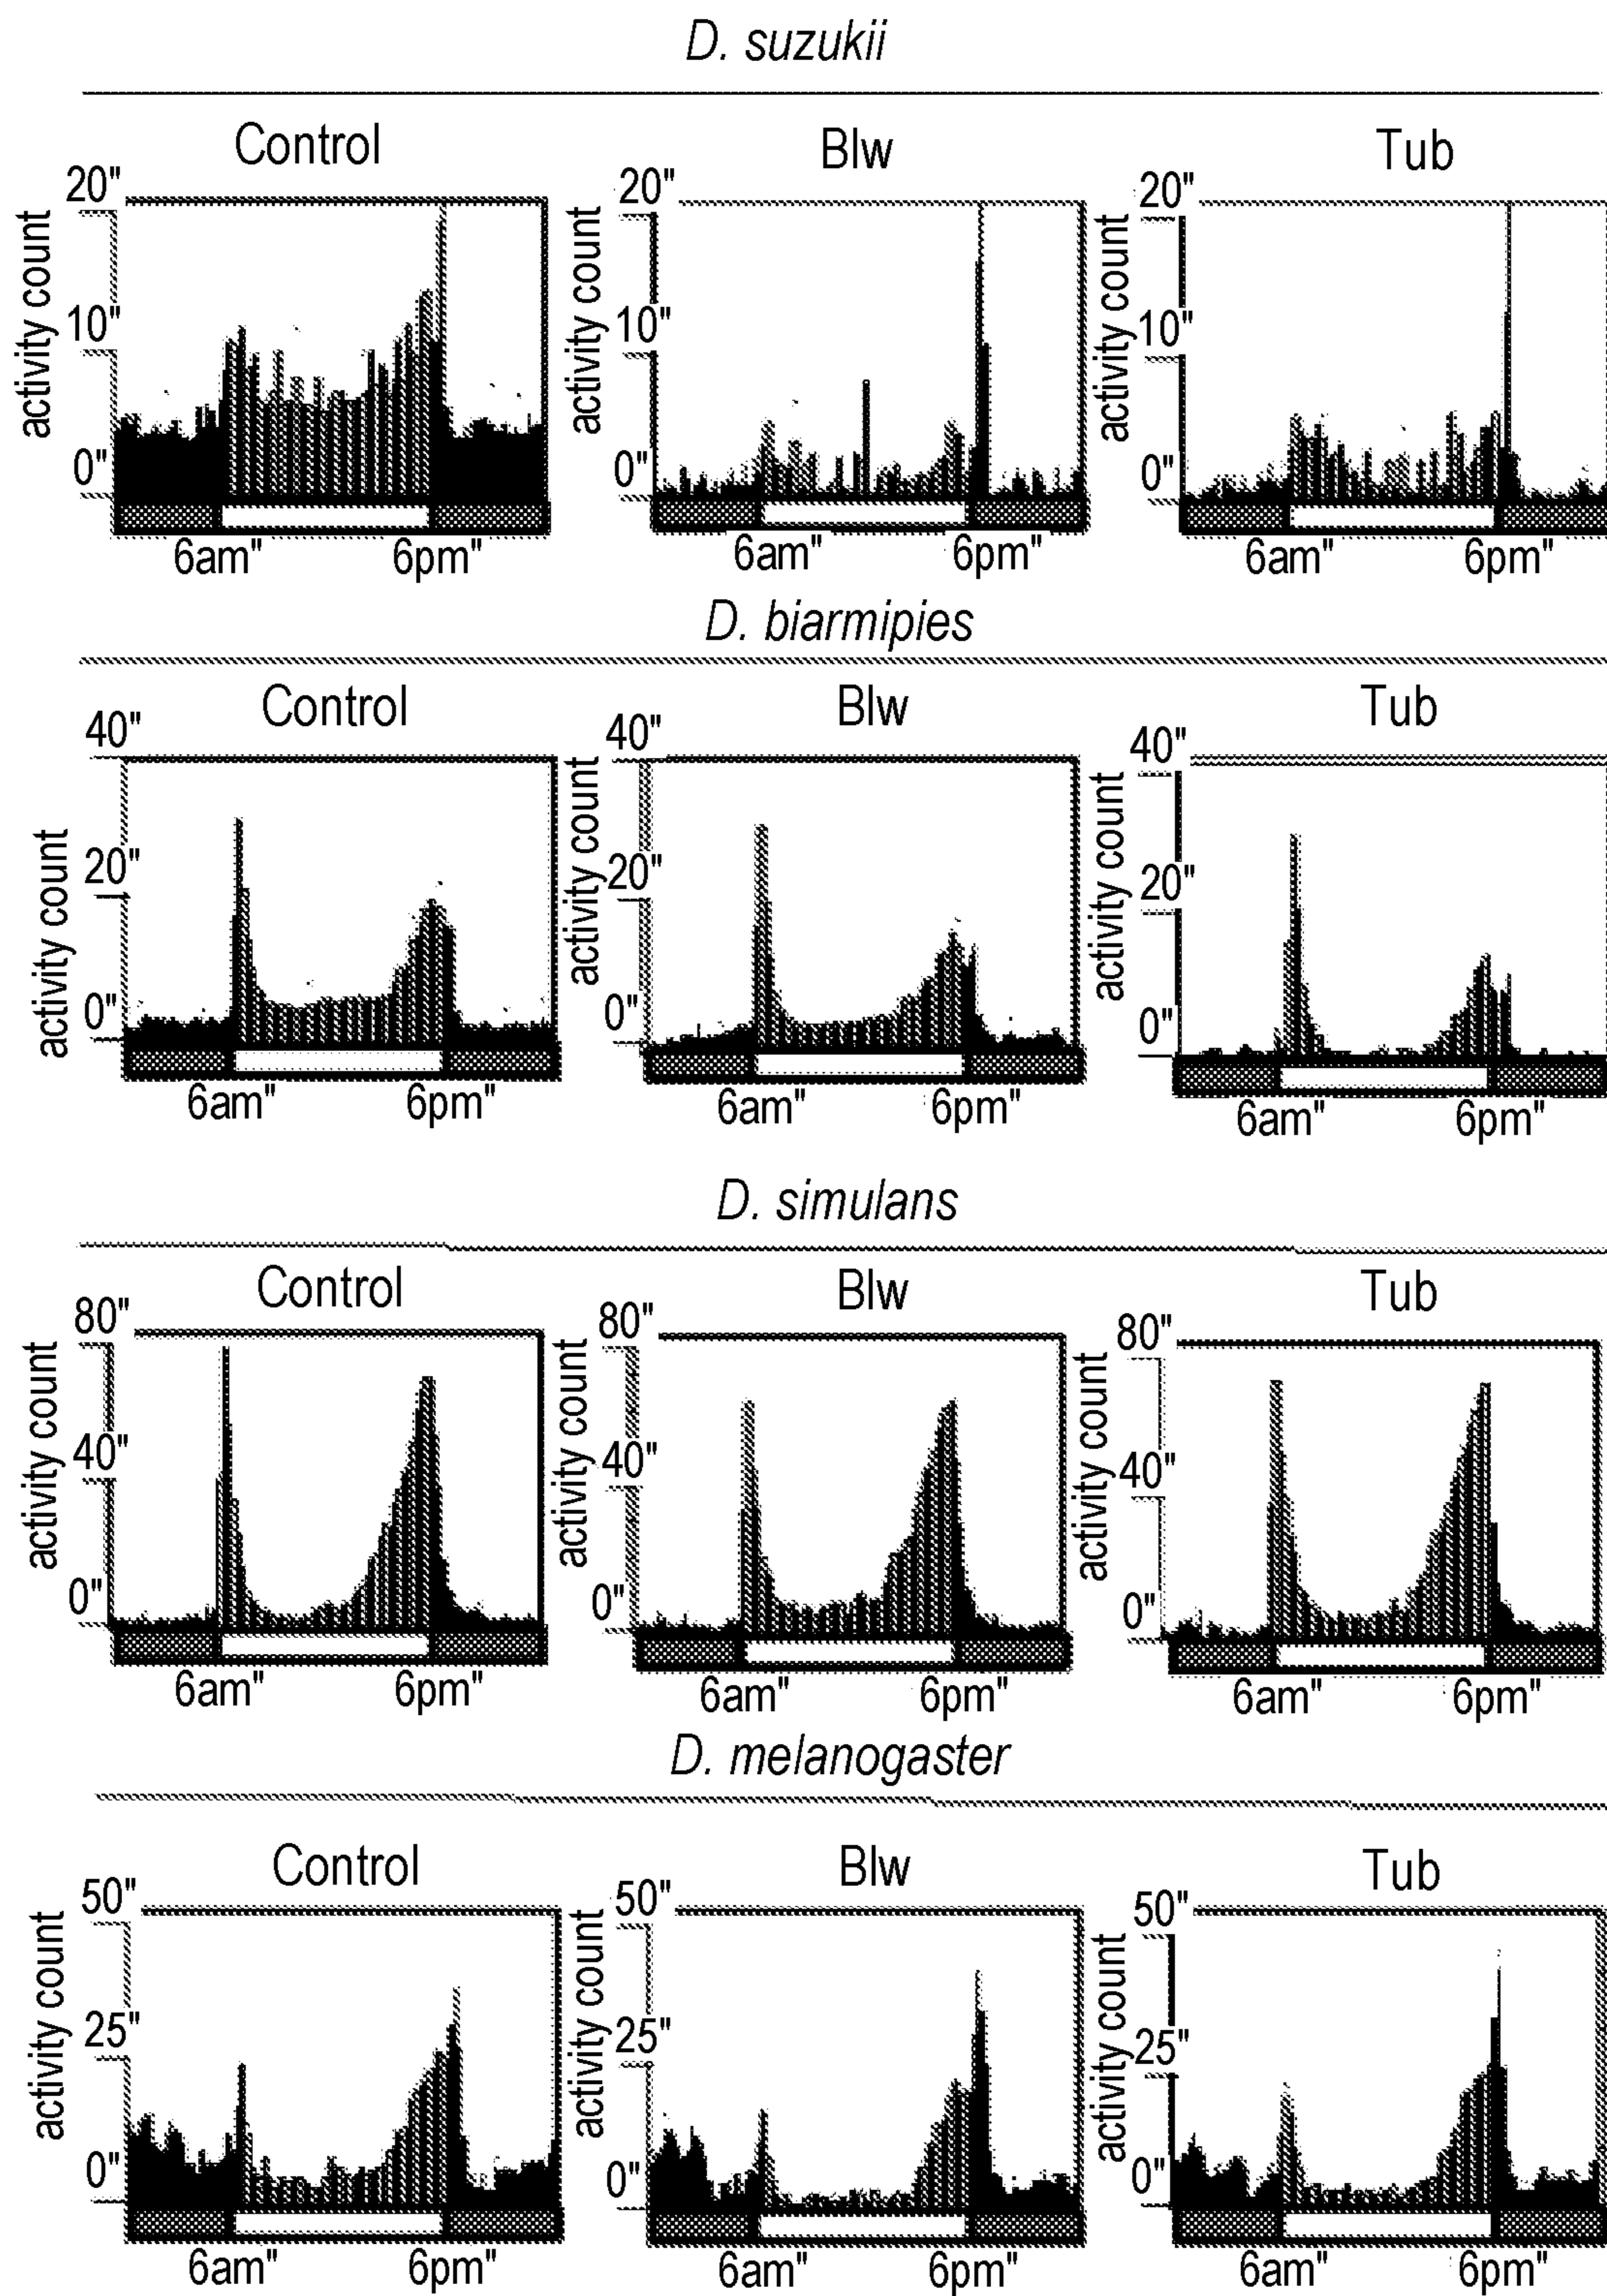 D. suzukii
Control Blw Tub
20" 20" 20"
activity count activity count activity count
10" 10" 10"
0" 0" 0"
6am" 6pm" 6am" 6pm" 6am" 6pm"
D. biarmipies
Control Blw Tub
40" 40" 40"
activity count activity count activity count
20" 20" 20"
0" 0" 0"
6am" 6pm" 6am" 6pm" 6am" 6pm"
D. simulans
Control Blw Tub
80" 80" 80"
activity count activity count activity count
40" 40" 40"
0" 0" 0"
6am" 6pm" 6am" 6pm" 6am" 6pm"
D. melanogaster
Control Blw Tub
50" 50" 50"
activity count activity count activity count
25" 25" 25"
0" 0" 0"
6am" 6pm" 6am" 6pm" 6am" 6pm"